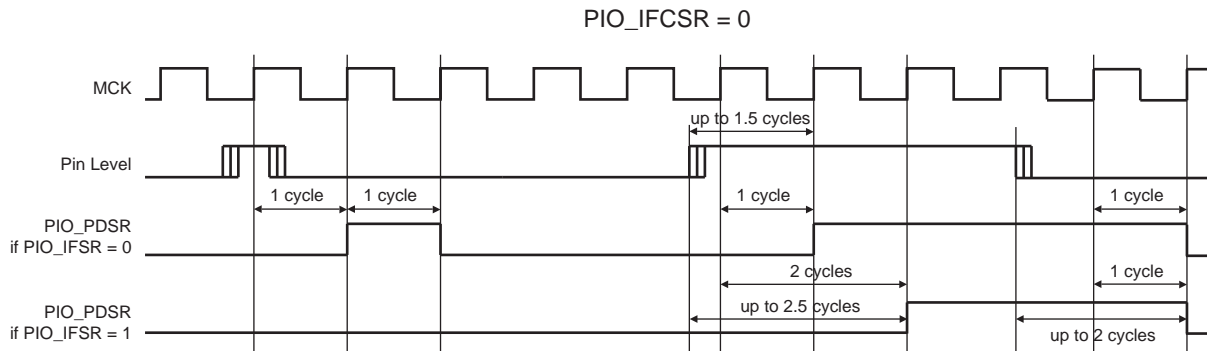 PIO_IFCSR = 0
MCK
up to 1.5 cycles
Pin Level
1 cycle
1 cycle
1 cycle
1 cycle
PIO_PDSR
if PIO_IFSR = 0
2 cycles
1 cycle
PIO_PDSR
if PIO_IFSR = 1
up to 2.5 cycles
up to 2 cycles